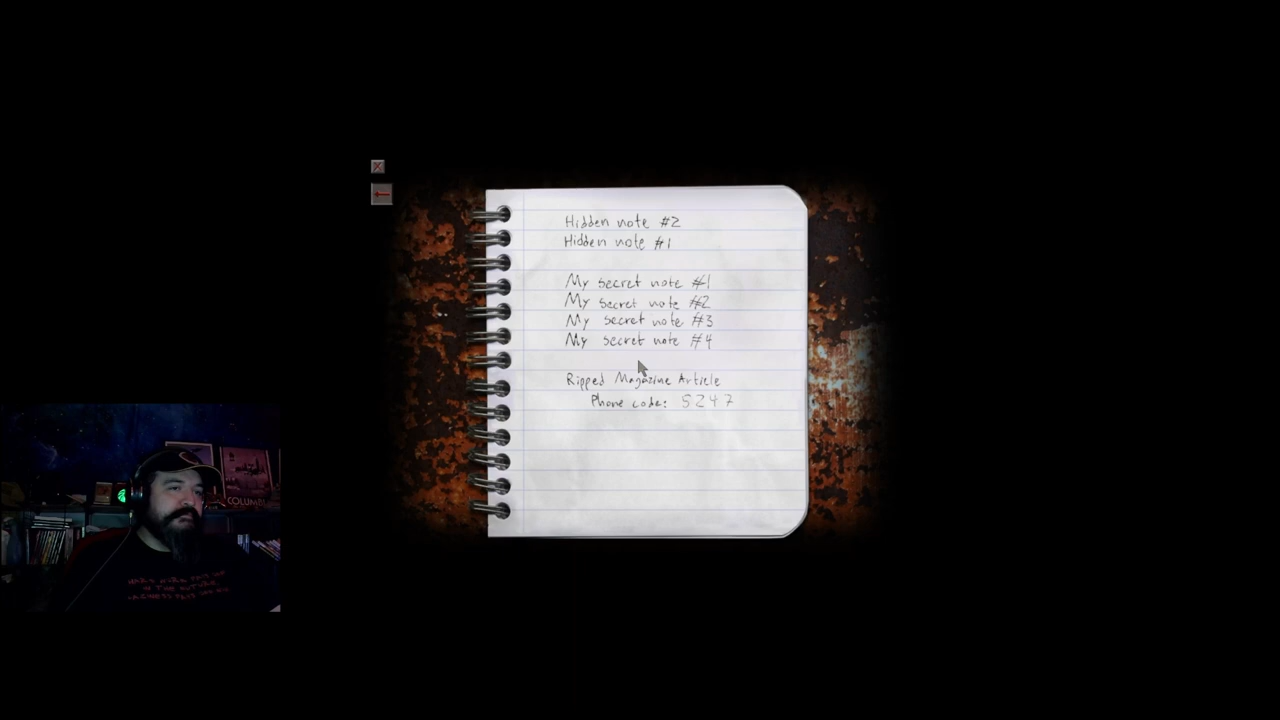 Hidden note #2
Hidden note #1
My secret note #1
My secret note #2
My secret note #3
My secret note #4
Ripped Magazine Article
Phone code: 5247
COLUMBI